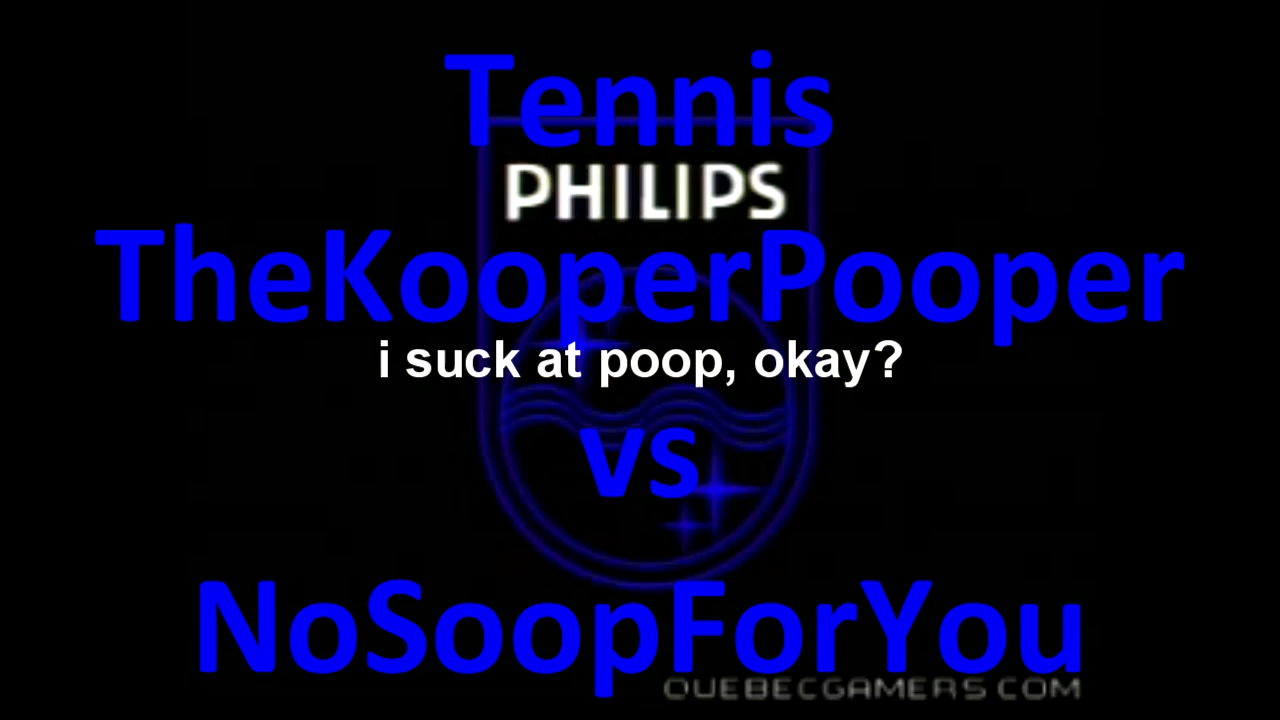 Tennis
PHILIPS
TheKooperPooper
i suck at poop, okay?
vs
NoSoopForYou
QUEBECGAMERS.COM